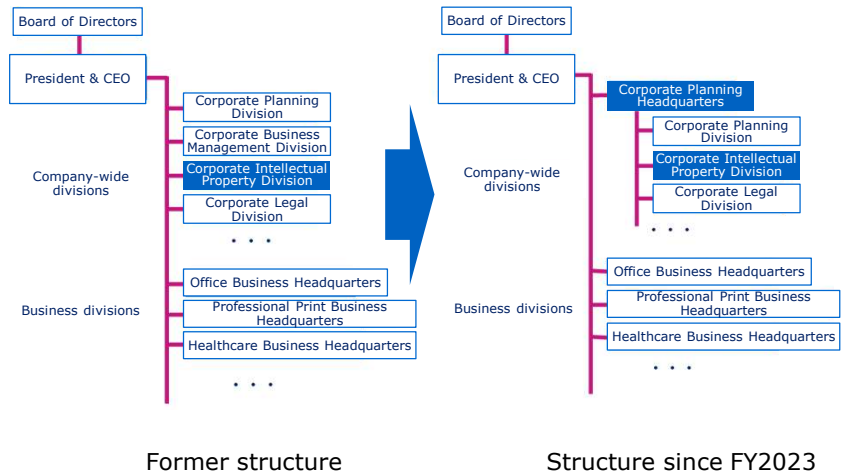 Board of Directors
President & CEO
Corporate Planning
Division
Corporate Business
Management Division
Corporate Intellectual
Property Division
Corporate Legal
Division
• • •
Company-wide
divisions
Office Business Headquarters
Professional Print Business
Headquarters
Healthcare Business Headquarters
• • •
Business divisions
Former structure
Board of Directors
President & CEO
Corporate Planning
Headquarters
Corporate Planning
Division
Corporate Intellectual
Property Division
Corporate Legal
Division
• • •
Company-wide
divisions
Office Business Headquarters
Professional Print Business
Headquarters
Healthcare Business Headquarters
• • •
Business divisions
Structure since FY2023